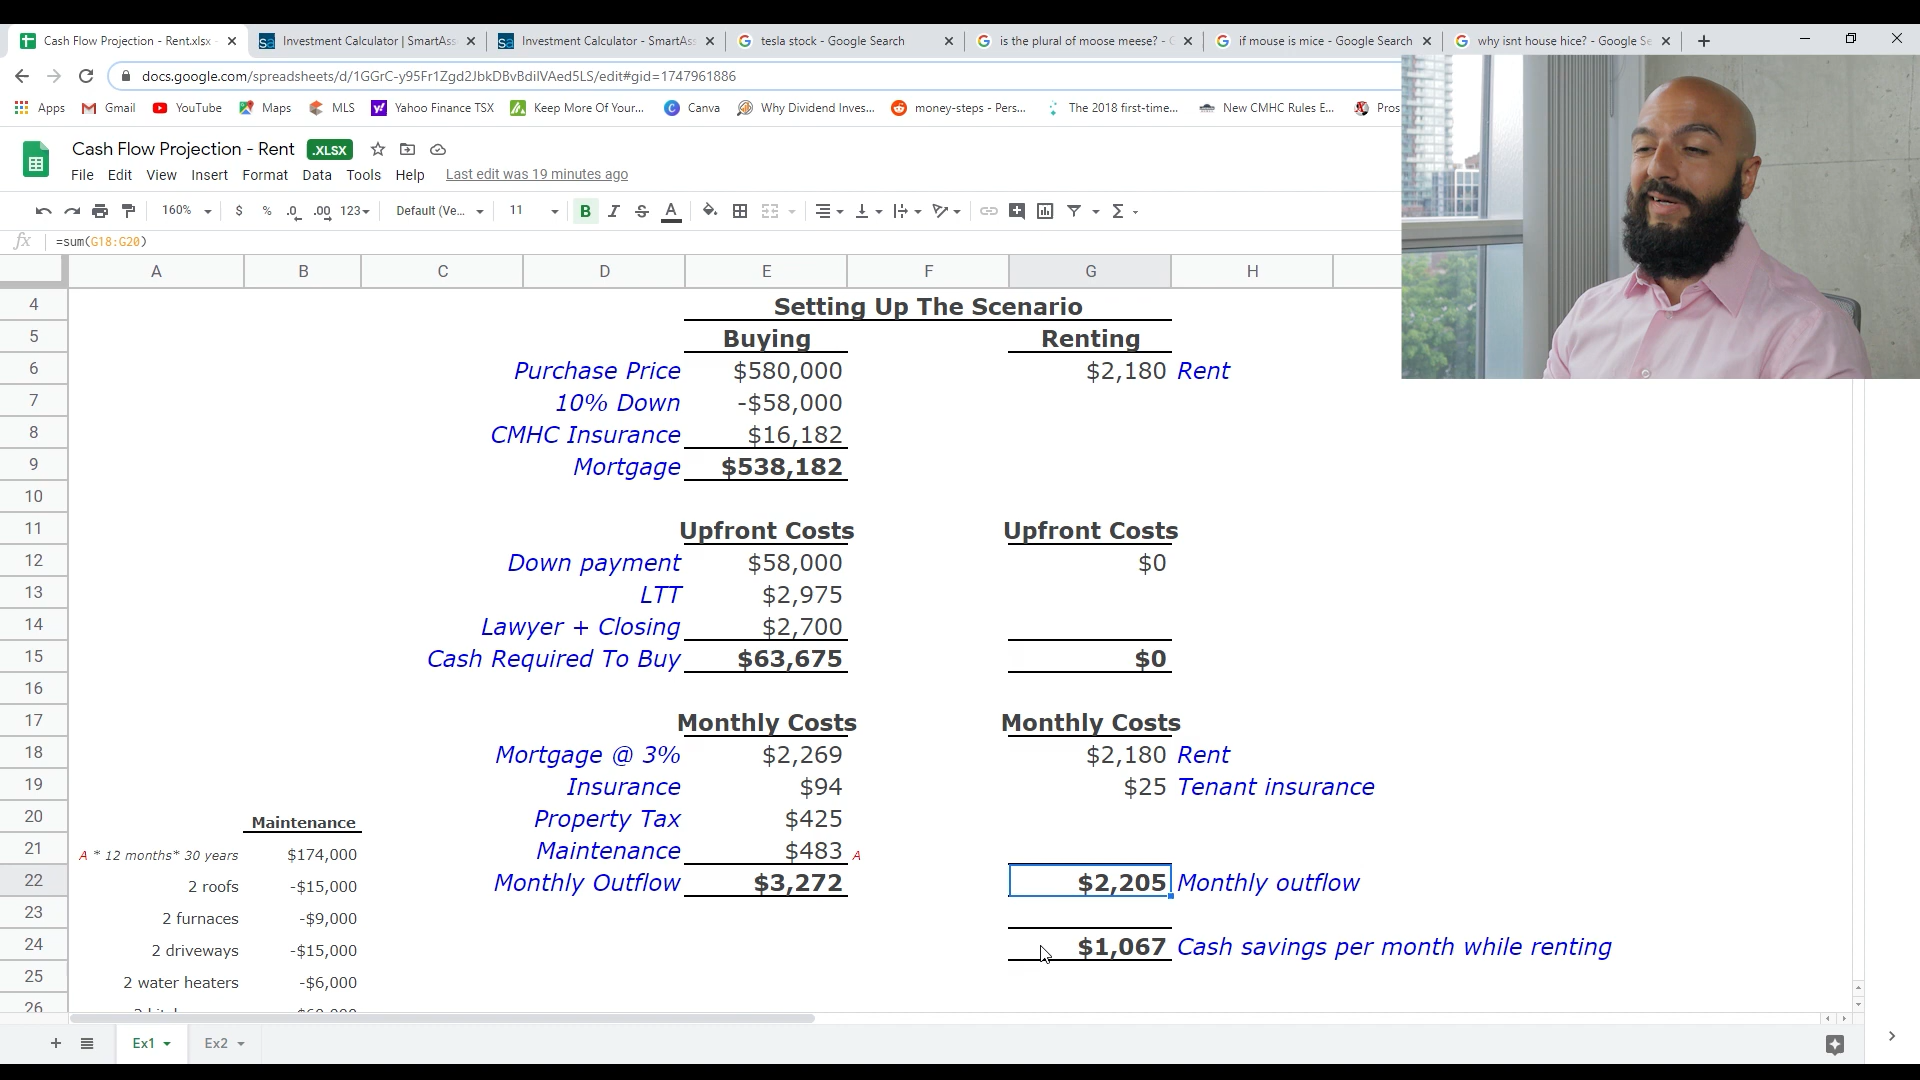 Cash Flow Projection - Rent.xlsx
Investment Calculator | SmartAss
Investment Calculator - SmartAss
tesla stock - Google Search
is the plural of moose meese? - G
if mouse is mice - Google Search
why isnt house hice? - Google Se
docs.google.com/spreadsheets/d/1GGrC-y95Fr1Zgd2JbkDBvBdilVAed5LS/edit#gid=1747961886
Apps Gmail YouTube Maps MLS Yahoo Finance TSX Keep More Of Your... Canva Why Dividend Inves... money-steps - Pers... The 2018 first-time... New CMHC Rules E... Pros
Cash Flow Projection - Rent .XLSX
File Edit View Insert Format Data Tools Help Last edit was 19 minutes ago
160% $ % .0 .00 123 Default (Ve... 11 B I S A Σ
fx =sum(G18:G20)
A B C D E F G H
4 Setting Up The Scenario
5 Buying Renting
6 Purchase Price $580,000 $2,180 Rent
7 10% Down -$58,000
8 CMHC Insurance $16,182
9 Mortgage $538,182
10
11 Upfront Costs Upfront Costs
12 Down payment $58,000 $0
13 LTT $2,975
14 Lawyer + Closing $2,700
15 Cash Required To Buy $63,675 $0
16
17 Monthly Costs Monthly Costs
18 Mortgage @ 3% $2,269 $2,180 Rent
19 Insurance $94 $25 Tenant insurance
20 Maintenance Property Tax $425
21 A * 12 months* 30 years $174,000 Maintenance $483 A
22 2 roofs -$15,000 Monthly Outflow $3,272 $2,205 Monthly outflow
23 2 furnaces -$9,000
24 2 driveways -$15,000 $1,067 Cash savings per month while renting
25 2 water heaters -$6,000
26
Ex1 Ex2